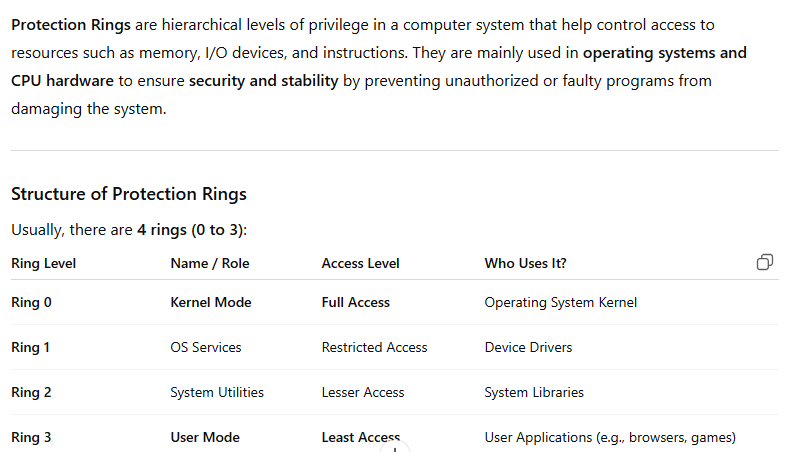 Protection Rings are hierarchical levels of privilege in a computer system that help control access to
resources such as memory, I/O devices, and instructions. They are mainly used in operating systems and
CPU hardware to ensure security and stability by preventing unauthorized or faulty programs from
damaging the system.
Structure of Protection Rings
Usually, there are 4 rings (0 to 3):
Ring Level Name / Role Access Level Who Uses It?
Ring 0 Kernel Mode Full Access Operating System Kernel
Ring 1 OS Services Restricted Access Device Drivers
Ring 2 System Utilities Lesser Access System Libraries
Ring 3 User Mode Least Access User Applications (e.g., browsers, games)